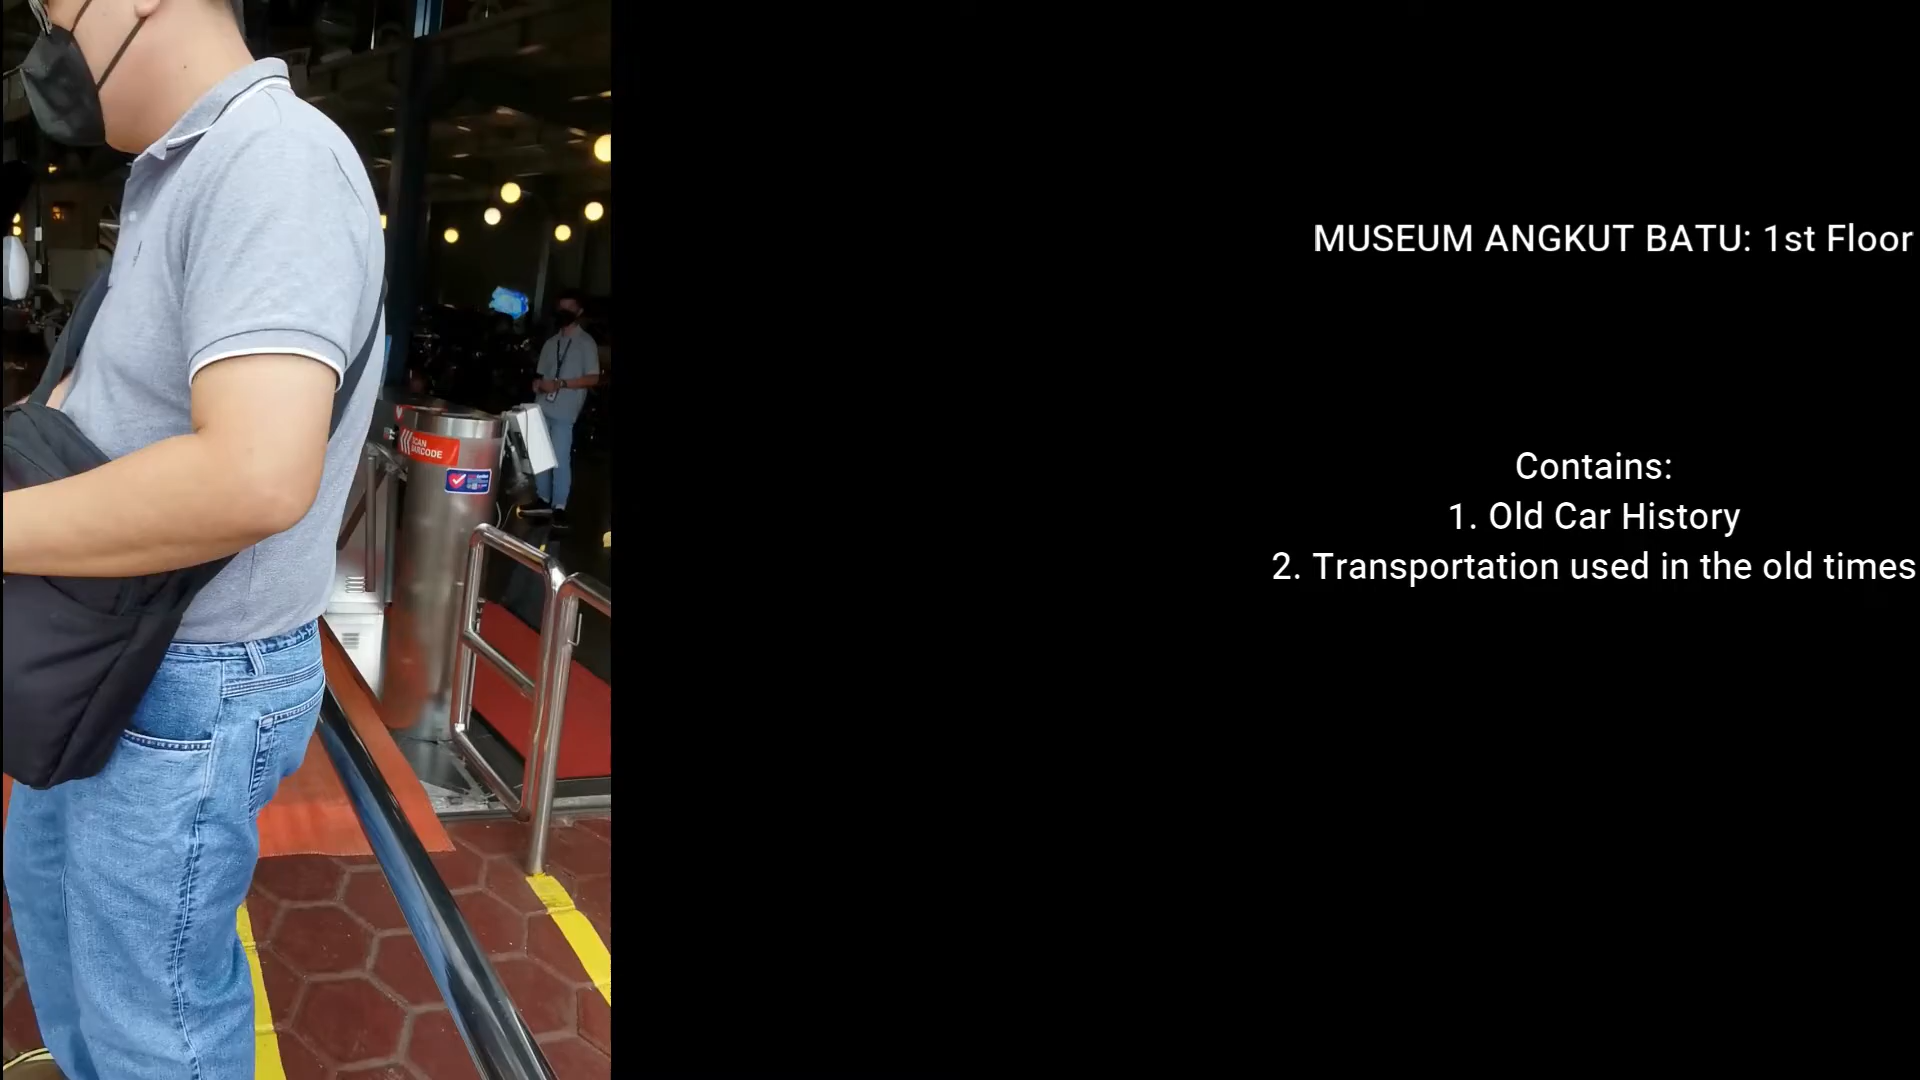 MUSEUM ANGKUT BATU: 1st Floor
Contains:
1. Old Car History
2. Transportation used in the old times
SCAN
BARCODE